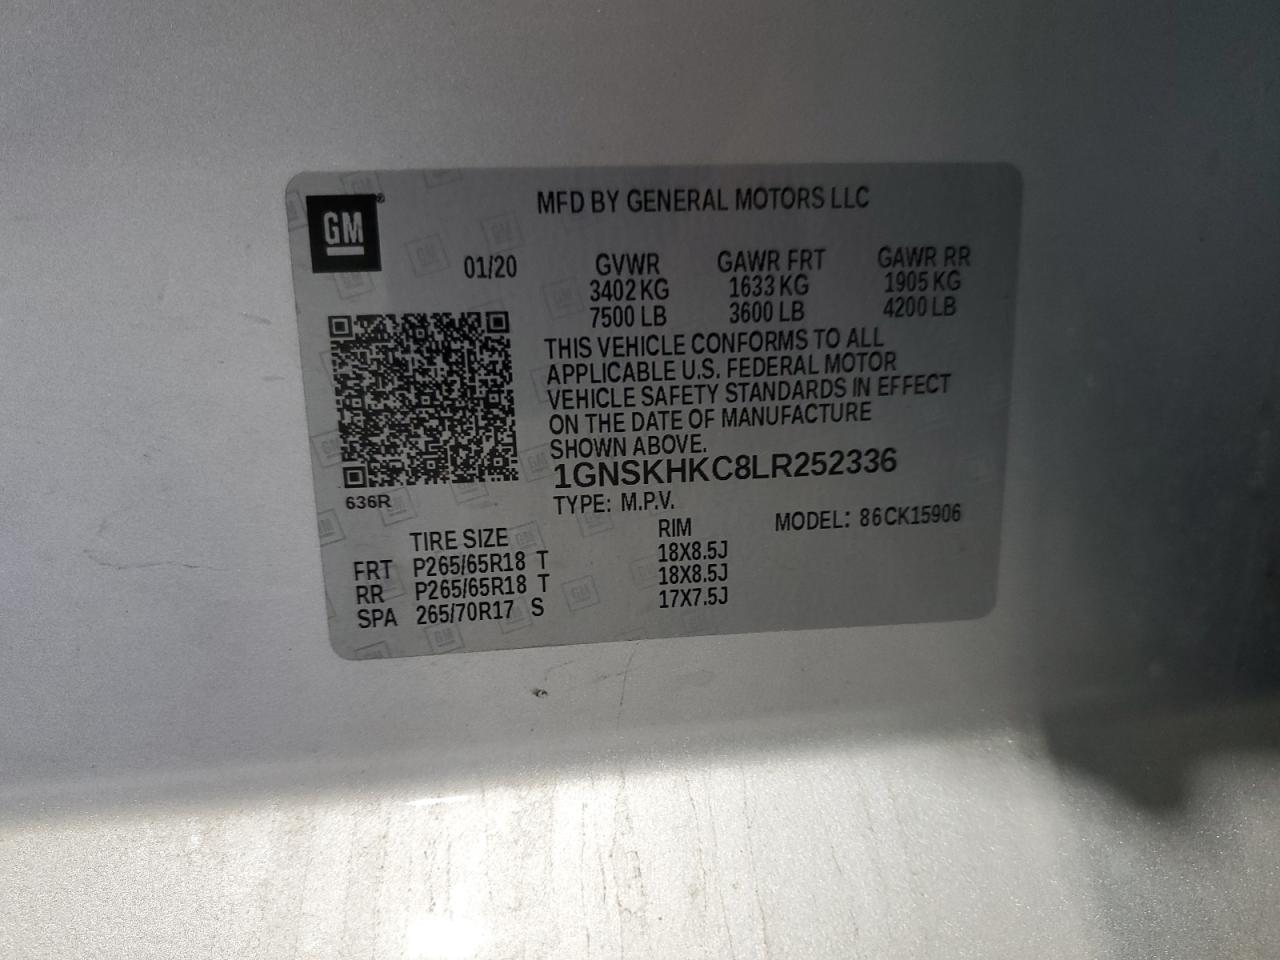 GM®
MFD BY GENERAL MOTORS LLC
01/20
GVWR GAWR FRT GAWR RR
3402 KG 1633 KG 1905 KG
7500 LB 3600 LB 4200 LB
THIS VEHICLE CONFORMS TO ALL
APPLICABLE U.S. FEDERAL MOTOR
VEHICLE SAFETY STANDARDS IN EFFECT
ON THE DATE OF MANUFACTURE
SHOWN ABOVE.
1GNSKHKC8LR252336
636R
TYPE: M.P.V.
MODEL: 86CK15906
TIRE SIZE RIM
FRT P265/65R18 T 18X8.5J
RR P265/65R18 T 18X8.5J
SPA 265/70R17 S 17X7.5J